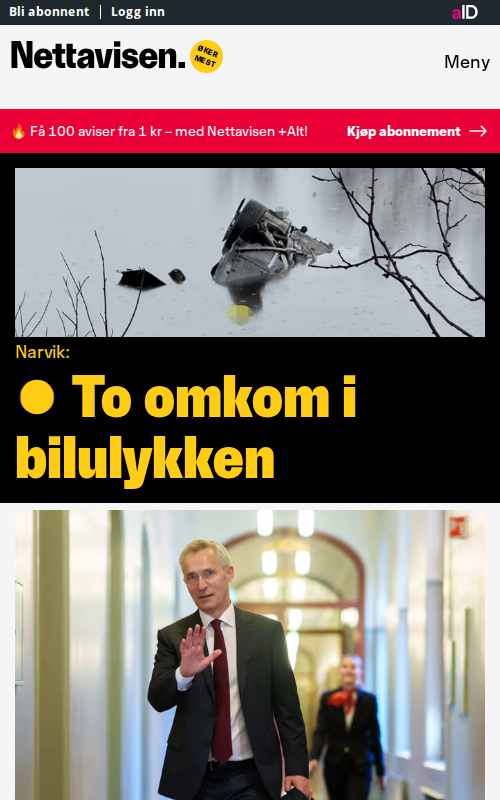 Bli abonnent
Logg inn
aID
Nettavisen.
ØKER
MEST
Meny
🔥 Få 100 aviser fra 1 kr – med Nettavisen +Alt!
Kjøp abonnement →
Narvik:
To omkom i
bilulykken